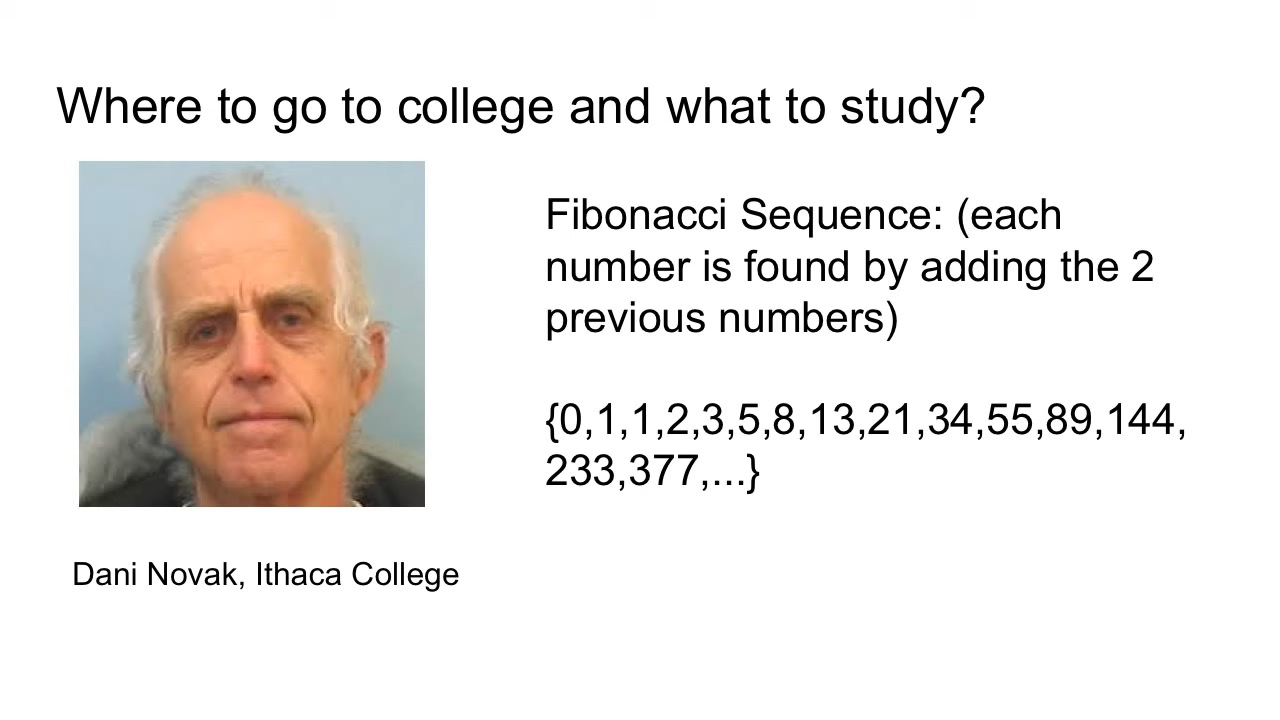 Where to go to college and what to study?
Fibonacci Sequence: (each
number is found by adding the 2
previous numbers)
{0,1,1,2,3,5,8,13,21,34,55,89,144,
233,377,...}
Dani Novak, Ithaca College